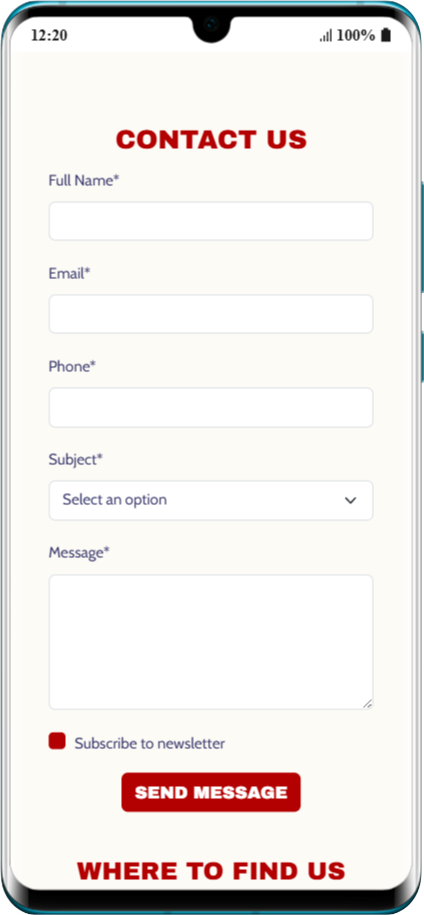 12:20 100%
CONTACT US
Full Name*
Email*
Phone*
Subject*
Select an option
Message*
Subscribe to newsletter
SEND MESSAGE
WHERE TO FIND US